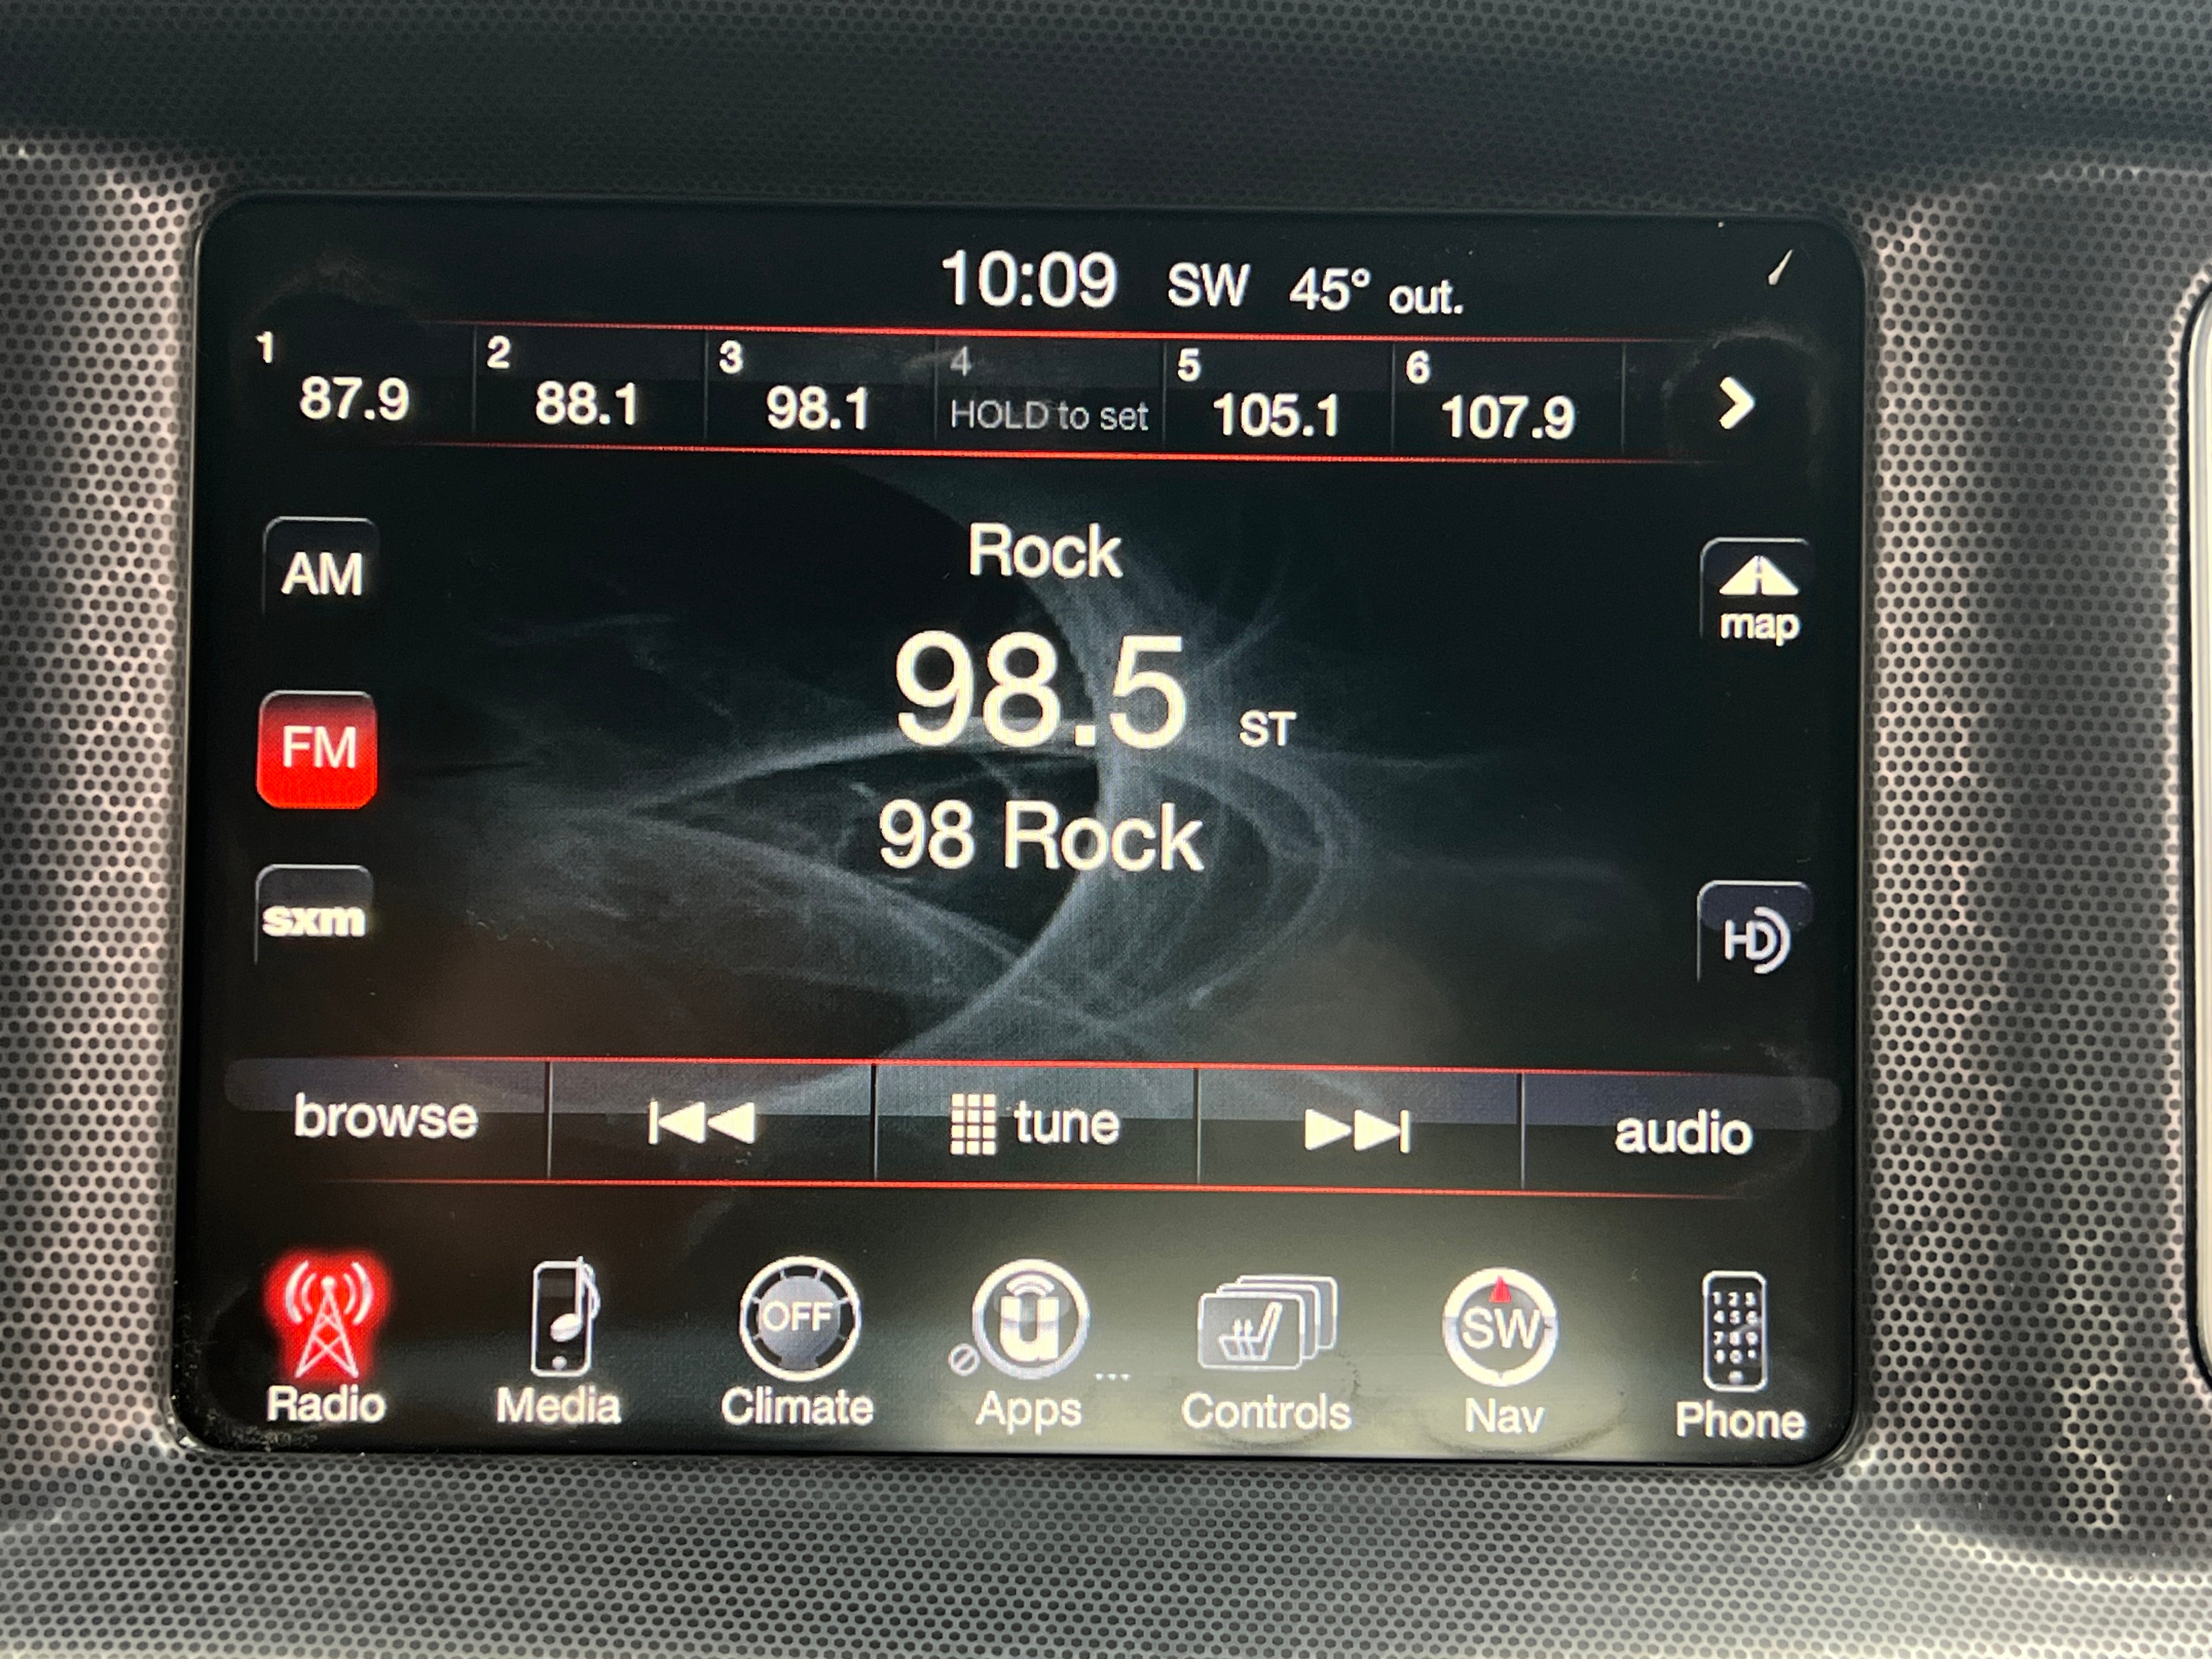 10:09 SW 45° out.
1 2 3 4 5 6
87.9 88.1 98.1 HOLD to set 105.1 107.9
Rock
AM
map
98.5 ST
FM
98 Rock
sxm
HD
browse tune audio
OFF u SW
Radio Media Climate Apps ... Controls Nav Phone